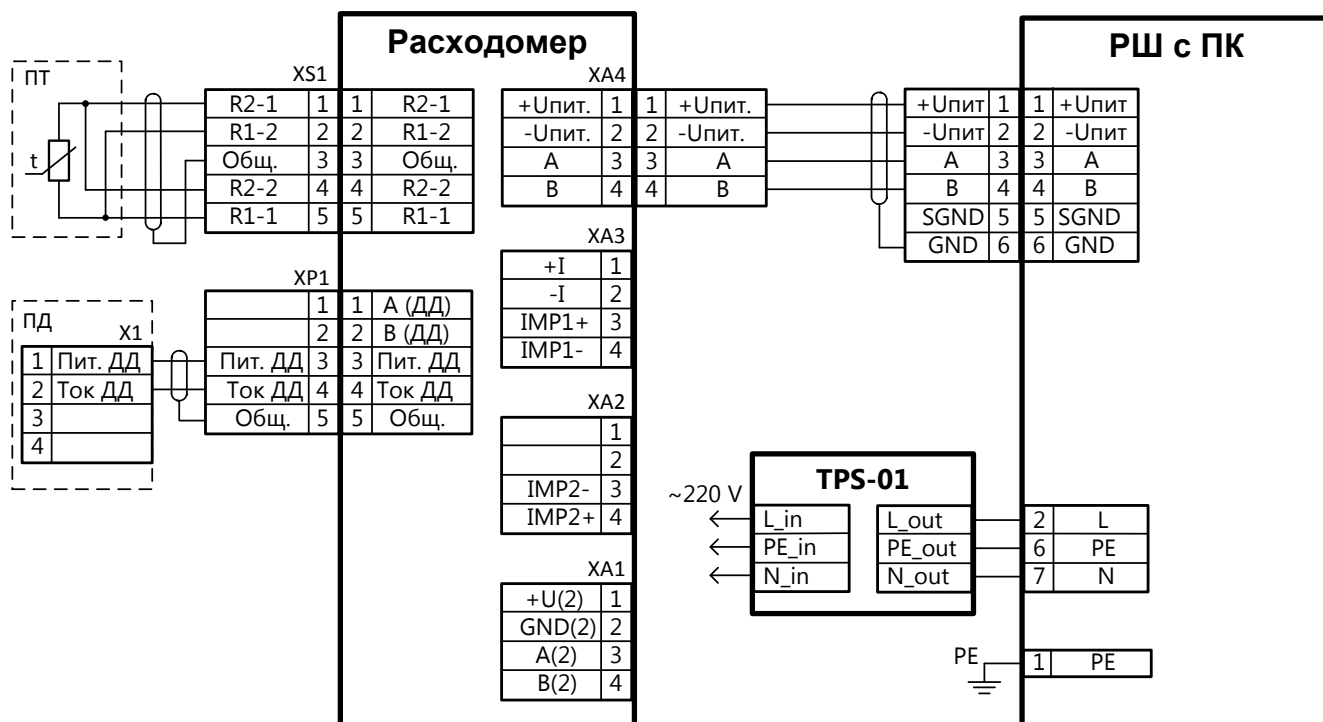 Расходомер
РШ с ПК
ПТ
t
XS1
R2-1 1 1 R2-1
R1-2 2 2 R1-2
Общ. 3 3 Общ.
R2-2 4 4 R2-2
R1-1 5 5 R1-1
XA4
+Uпит. 1 1 +Uпит.
-Uпит. 2 2 -Uпит.
A 3 3 A
B 4 4 B
+Uпит 1 1 +Uпит
-Uпит 2 2 -Uпит
A 3 3 A
B 4 4 B
SGND 5 5 SGND
GND 6 6 GND
XA3
+I 1
-I 2
IMP1+ 3
IMP1- 4
ПД
X1
1 Пит. ДД
2 Ток ДД
3
4
XP1
1 1 А (ДД)
2 2 В (ДД)
Пит. ДД 3 3 Пит. ДД
Ток ДД 4 4 Ток ДД
Общ. 5 5 Общ.
XA2
1
2
IMP2- 3
IMP2+ 4
XA1
+U(2) 1
GND(2) 2
A(2) 3
B(2) 4
~220 V
TPS-01
L_in L_out
PE_in PE_out
N_in N_out
2 L
6 PE
7 N
PE
1 PE